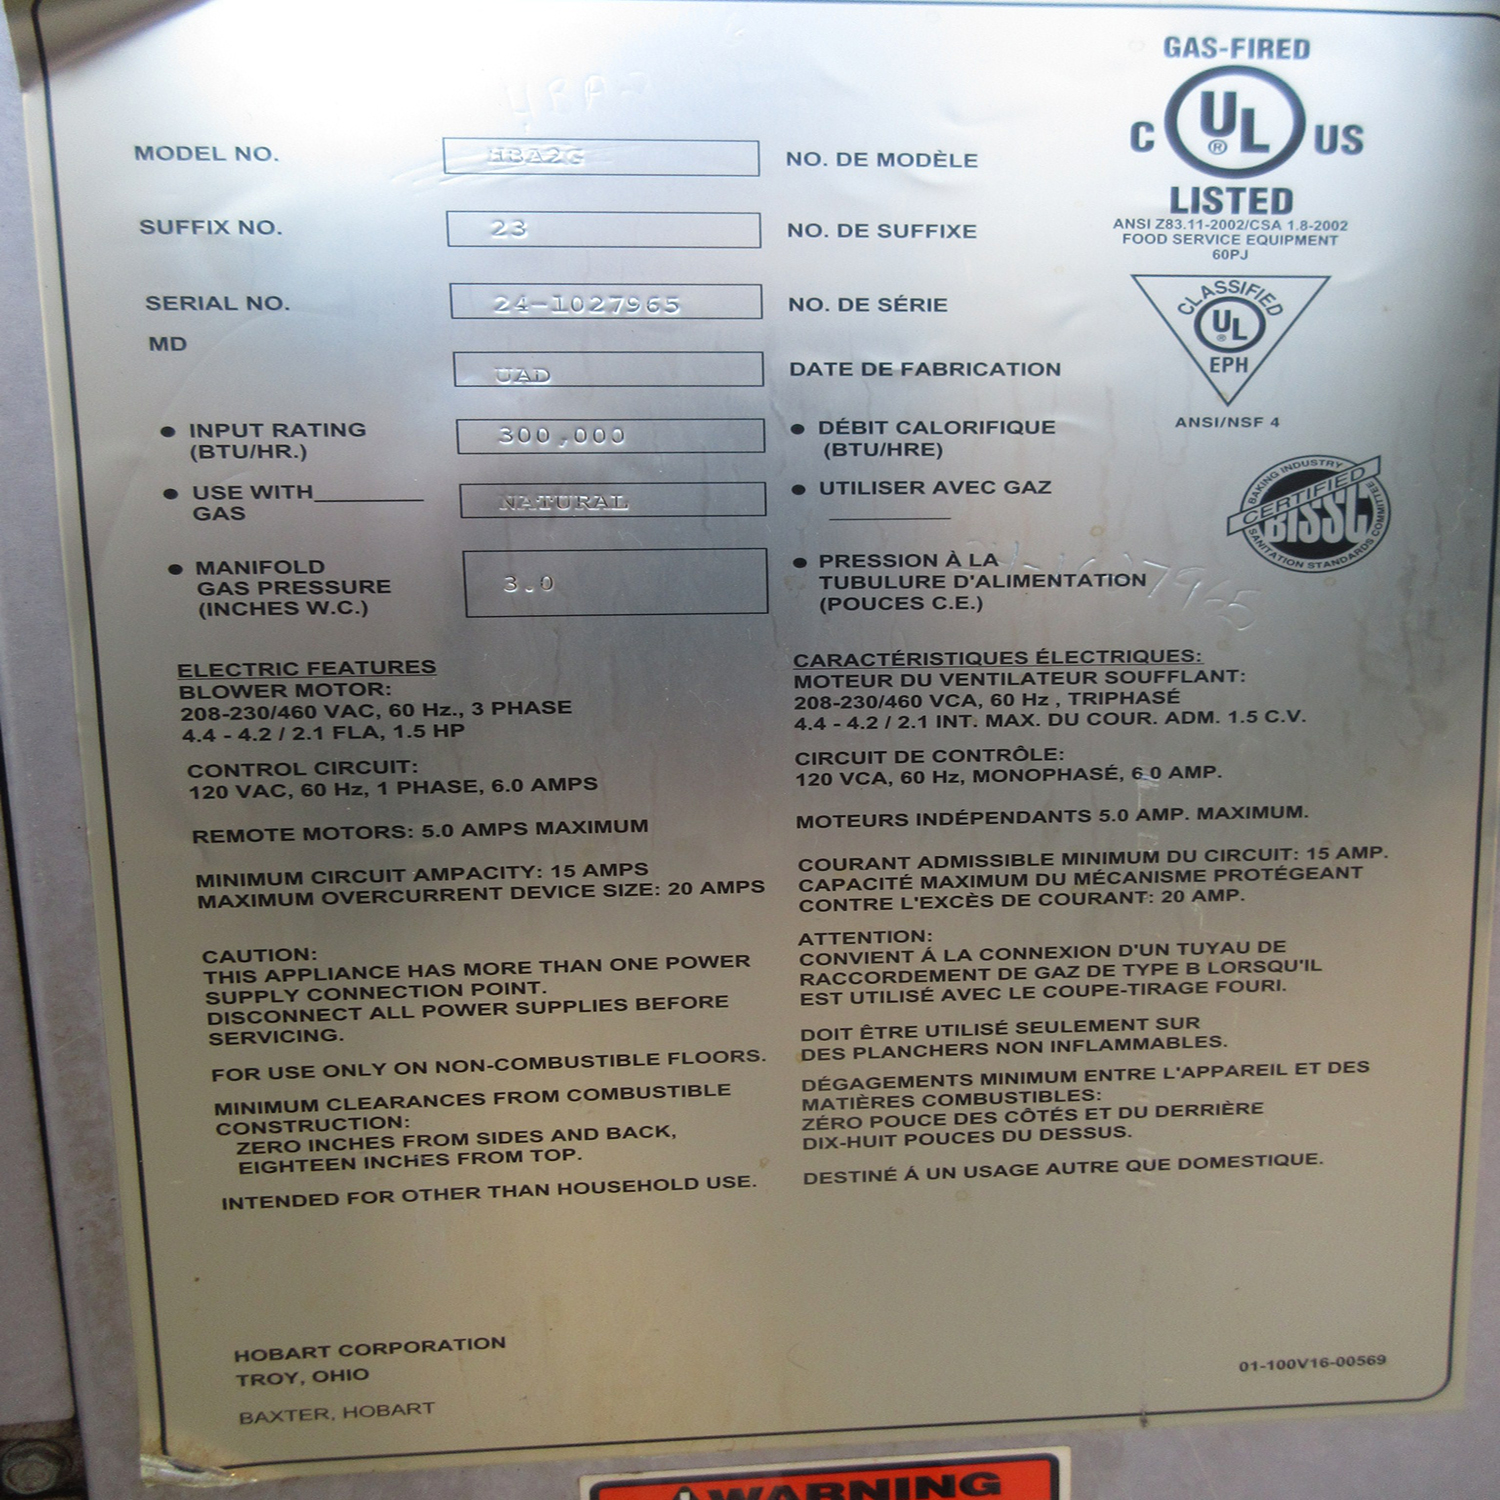 GAS-FIRED
C UL® US
LISTED
ANSI Z83.11-2002/CSA 1.8-2002
FOOD SERVICE EQUIPMENT
60PJ
CLASSIFIED
UL®
EPH
ANSI/NSF 4
BAKING INDUSTRY
CERTIFIED
BISSC
SANITATION STANDARDS COMMITTEE
MODEL NO. HBA2G NO. DE MODÈLE
SUFFIX NO. 23 NO. DE SUFFIXE
SERIAL NO. 24-1027965 NO. DE SÉRIE
MD
UAD DATE DE FABRICATION
• INPUT RATING 300,000 • DÉBIT CALORIFIQUE
(BTU/HR.) (BTU/HRE)
• USE WITH________ NATURAL • UTILISER AVEC GAZ
GAS ________
• MANIFOLD • PRESSION À LA
GAS PRESSURE 3.0 TUBULURE D'ALIMENTATION
(INCHES W.C.) (POUCES C.E.)
ELECTRIC FEATURES
BLOWER MOTOR:
208-230/460 VAC, 60 Hz., 3 PHASE
4.4 - 4.2 / 2.1 FLA, 1.5 HP
CONTROL CIRCUIT:
120 VAC, 60 Hz, 1 PHASE, 6.0 AMPS
REMOTE MOTORS: 5.0 AMPS MAXIMUM
MINIMUM CIRCUIT AMPACITY: 15 AMPS
MAXIMUM OVERCURRENT DEVICE SIZE: 20 AMPS
CAUTION:
THIS APPLIANCE HAS MORE THAN ONE POWER
SUPPLY CONNECTION POINT.
DISCONNECT ALL POWER SUPPLIES BEFORE
SERVICING.
FOR USE ONLY ON NON-COMBUSTIBLE FLOORS.
MINIMUM CLEARANCES FROM COMBUSTIBLE
CONSTRUCTION:
ZERO INCHES FROM SIDES AND BACK,
EIGHTEEN INCHES FROM TOP.
INTENDED FOR OTHER THAN HOUSEHOLD USE.
CARACTÉRISTIQUES ÉLECTRIQUES:
MOTEUR DU VENTILATEUR SOUFFLANT:
208-230/460 VCA, 60 Hz , TRIPHASÉ
4.4 - 4.2 / 2.1 INT. MAX. DU COUR. ADM. 1.5 C.V.
CIRCUIT DE CONTRÔLE:
120 VCA, 60 Hz, MONOPHASÉ, 6.0 AMP.
MOTEURS INDÉPENDANTS 5.0 AMP. MAXIMUM.
COURANT ADMISSIBLE MINIMUM DU CIRCUIT: 15 AMP.
CAPACITÉ MAXIMUM DU MÉCANISME PROTÉGEANT
CONTRE L'EXCÈS DE COURANT: 20 AMP.
ATTENTION:
CONVIENT Á LA CONNEXION D'UN TUYAU DE
RACCORDEMENT DE GAZ DE TYPE B LORSQU'IL
EST UTILISÉ AVEC LE COUPE-TIRAGE FOURI.
DOIT ÊTRE UTILISÉ SEULEMENT SUR
DES PLANCHERS NON INFLAMMABLES.
DÉGAGEMENTS MINIMUM ENTRE L'APPAREIL ET DES
MATIÈRES COMBUSTIBLES:
ZÉRO POUCE DES CÔTÉS ET DU DERRIÈRE
DIX-HUIT POUCES DU DESSUS.
DESTINÉ Á UN USAGE AUTRE QUE DOMESTIQUE.
HOBART CORPORATION
TROY, OHIO
BAXTER, HOBART
01-100V16-00569
WARNING